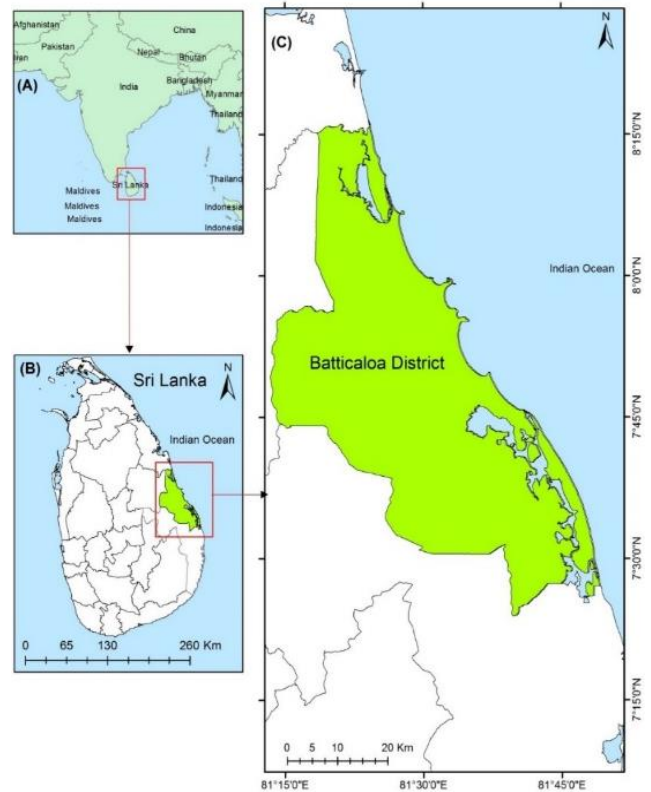 Afghanistan
China
Pakistan
Nepal
Bhutan
(A)
India
Bangladesh
Myanmar
Thailand
Sri Lanka
Maldives
Maldives
Maldives
Thailand
Indonesia
Indonesia
(B)
Sri Lanka
N
Indian Ocean
0 65 130 260 Km
(C)
N
Indian Ocean
Batticaloa District
0 5 10 20 Km
8°15'0"N
8°0'0"N
7°45'0"N
7°30'0"N
7°15'0"N
81°15'0"E 81°30'0"E 81°45'0"E